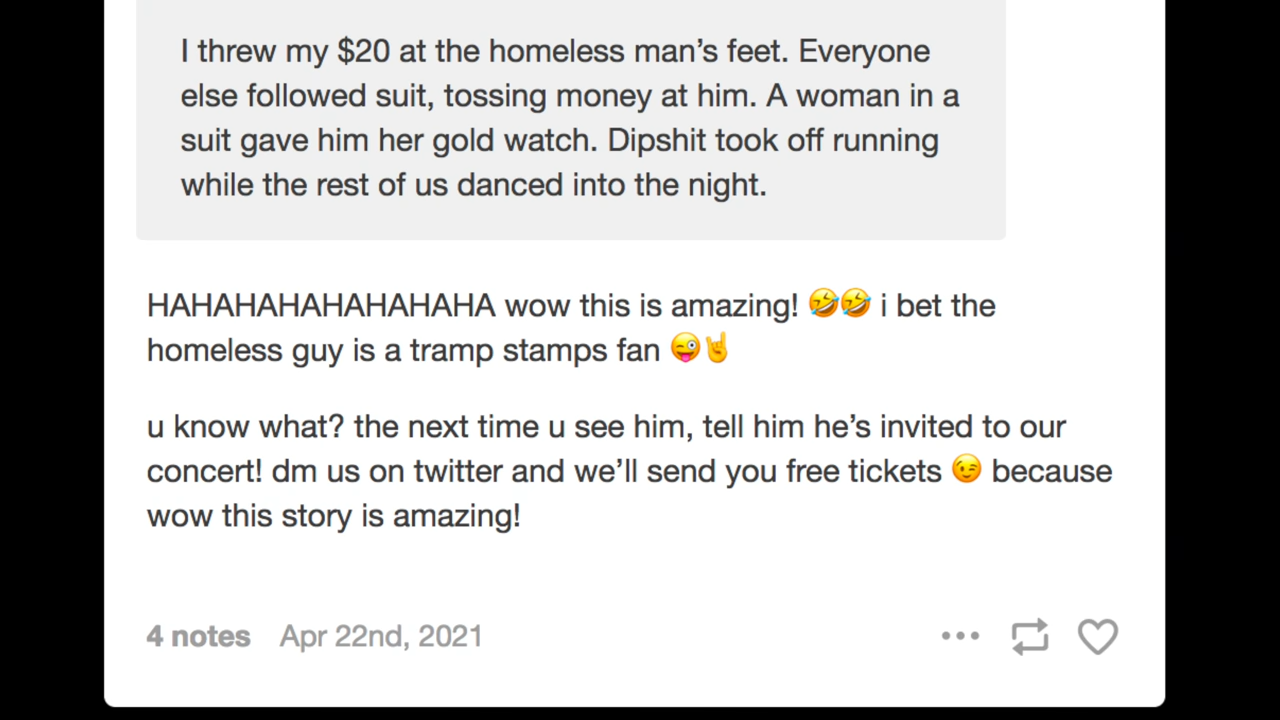 I threw my $20 at the homeless man’s feet. Everyone
else followed suit, tossing money at him. A woman in a
suit gave him her gold watch. Dipshit took off running
while the rest of us danced into the night.
HAHAHAHAHAHAHAHA wow this is amazing! 🤣🤣 i bet the
homeless guy is a tramp stamps fan 😜🤘
u know what? the next time u see him, tell him he’s invited to our
concert! dm us on twitter and we’ll send you free tickets 😉 because
wow this story is amazing!
4 notes Apr 22nd, 2021